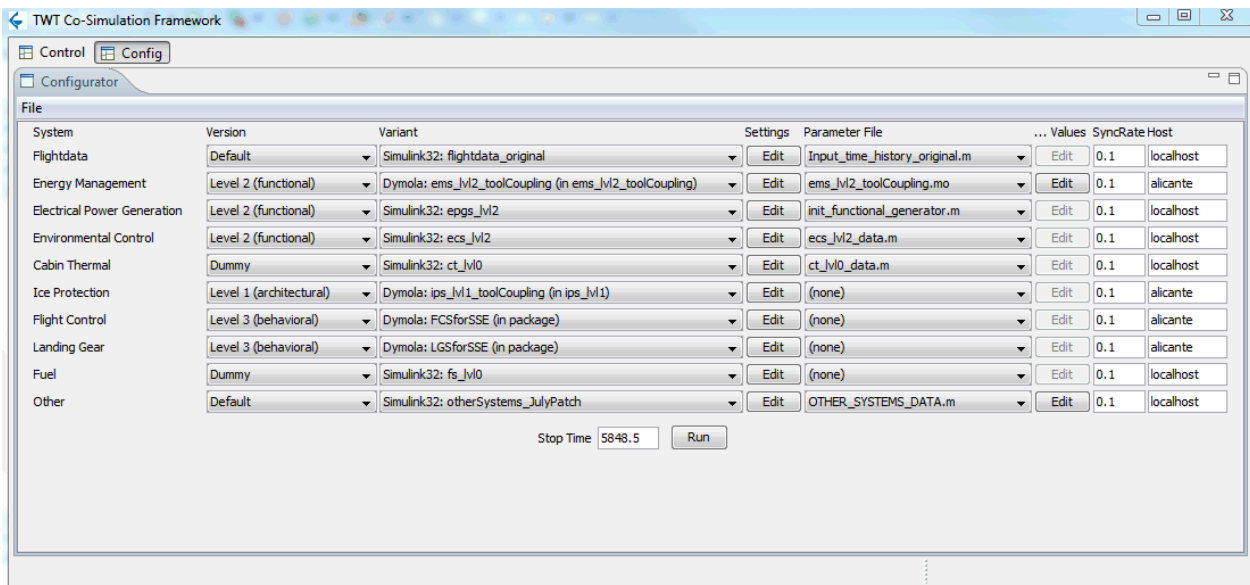 TWT Co-Simulation Framework
Control Config
Configurator
File
System Version Variant Settings Parameter File ... Values SyncRate Host
Flightdata Default Simulink32: flightdata_original Edit Input_time_history_original.m Edit 0.1 localhost
Energy Management Level 2 (functional) Dymola: ems_lvl2_toolCoupling (in ems_lvl2_toolCoupling) Edit ems_lvl2_toolCoupling.mo Edit 0.1 alicante
Electrical Power Generation Level 2 (functional) Simulink32: epgs_lvl2 Edit init_functional_generator.m Edit 0.1 localhost
Environmental Control Level 2 (functional) Simulink32: ecs_lvl2 Edit ecs_lvl2_data.m Edit 0.1 localhost
Cabin Thermal Dummy Simulink32: ct_lvl0 Edit ct_lvl0_data.m Edit 0.1 localhost
Ice Protection Level 1 (architectural) Dymola: ips_lvl1_toolCoupling (in ips_lvl1) Edit (none) Edit 0.1 alicante
Flight Control Level 3 (behavioral) Dymola: FCSforSSE (in package) Edit (none) Edit 0.1 alicante
Landing Gear Level 3 (behavioral) Dymola: LGSforSSE (in package) Edit (none) Edit 0.1 alicante
Fuel Dummy Simulink32: fs_lvl0 Edit (none) Edit 0.1 localhost
Other Default Simulink32: otherSystems_JulyPatch Edit OTHER_SYSTEMS_DATA.m Edit 0.1 localhost
Stop Time 5848.5 Run